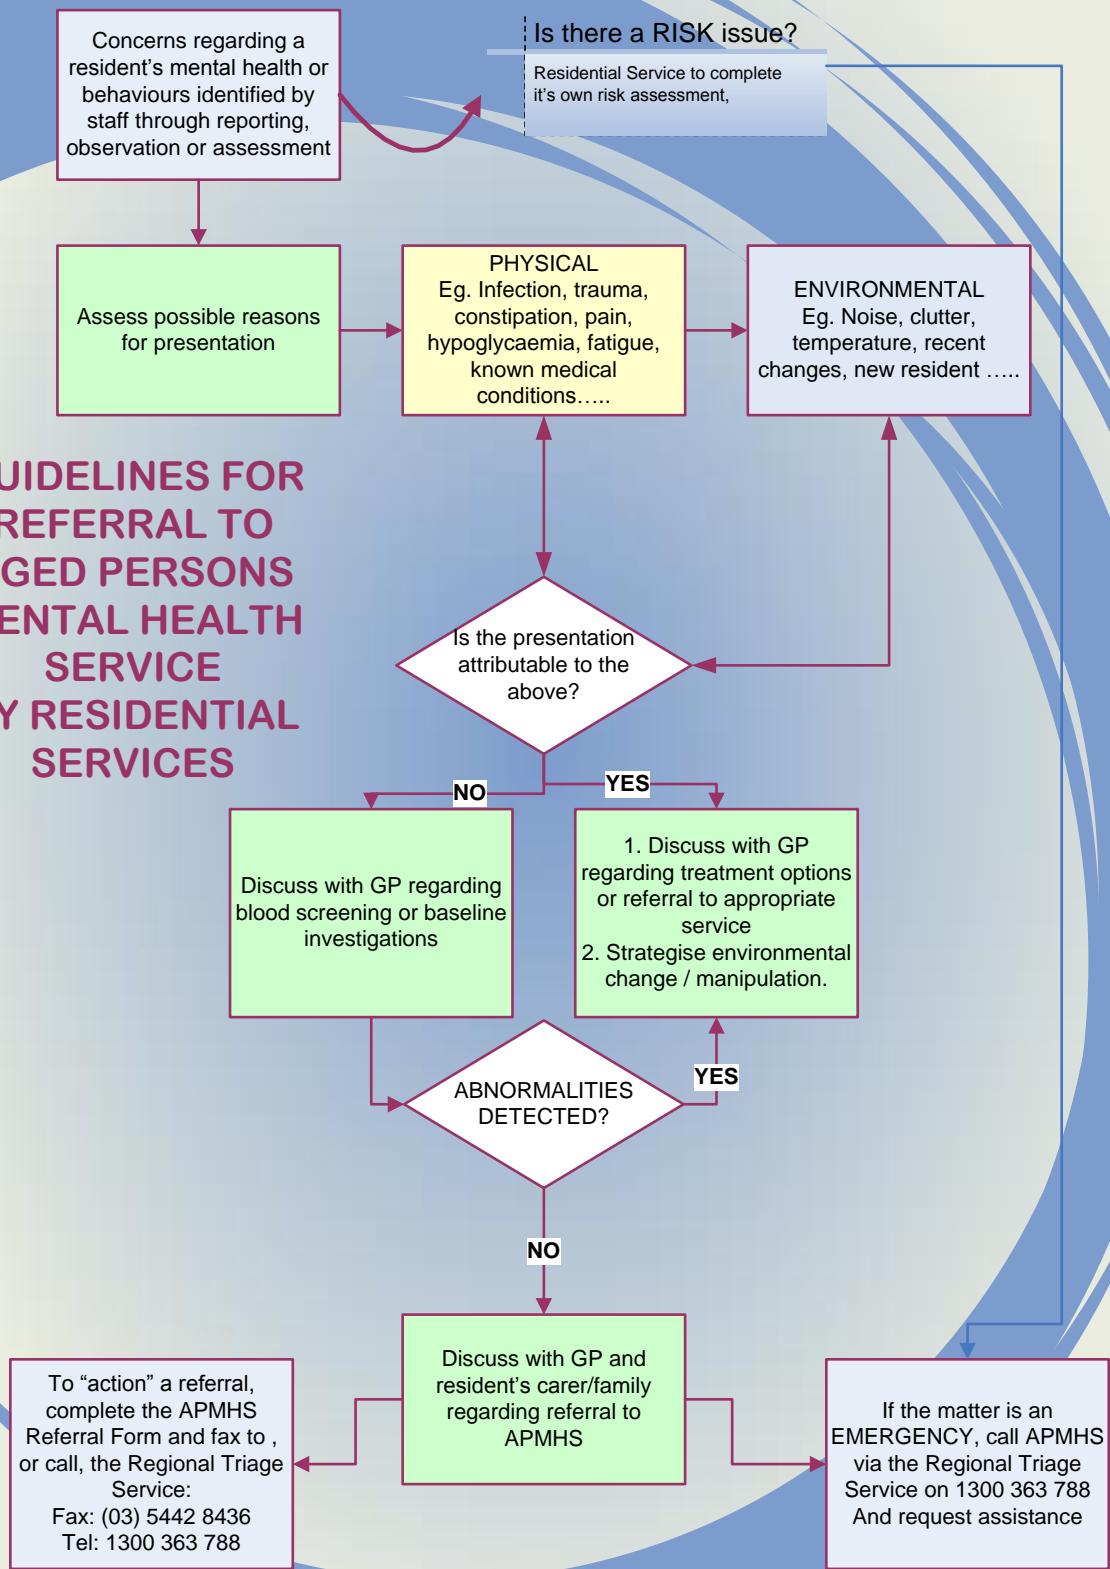 Concerns regarding a
resident's mental health or
behaviours identified by
staff through reporting,
observation or assessment
Is there a RISK issue?
Residential Service to complete
it's own risk assessment,
Assess possible reasons
for presentation
PHYSICAL
Eg. Infection, trauma,
constipation, pain,
hypoglycaemia, fatigue,
known medical
conditions…..
ENVIRONMENTAL
Eg. Noise, clutter,
temperature, recent
changes, new resident …..
UIDELINES FOR
REFERRAL TO
GED PERSONS
ENTAL HEALTH
SERVICE
Y RESIDENTIAL
SERVICES
Is the presentation
attributable to the
above?
NO
YES
Discuss with GP regarding
blood screening or baseline
investigations
1. Discuss with GP
regarding treatment options
or referral to appropriate
service
2. Strategise environmental
change / manipulation.
ABNORMALITIES
DETECTED?
YES
NO
Discuss with GP and
resident's carer/family
regarding referral to
APMHS
To “action” a referral,
complete the APMHS
Referral Form and fax to ,
or call, the Regional Triage
Service:
Fax: (03) 5442 8436
Tel: 1300 363 788
If the matter is an
EMERGENCY, call APMHS
via the Regional Triage
Service on 1300 363 788
And request assistance